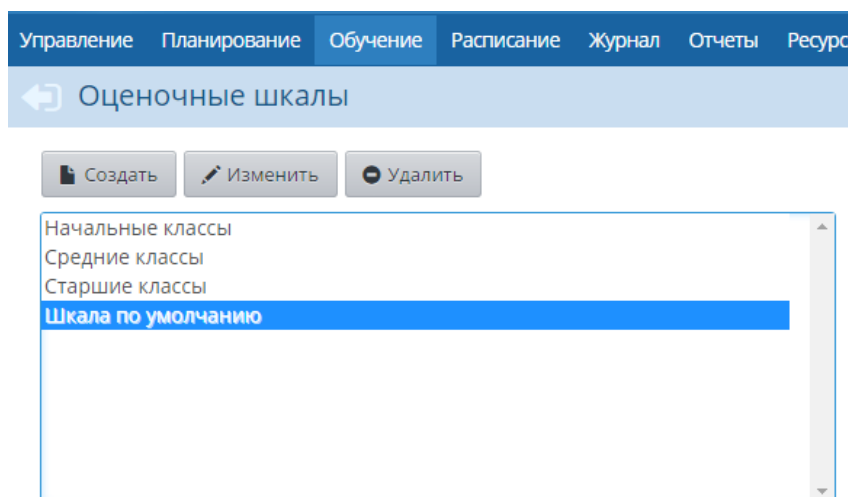 Управление Планирование Обучение Расписание Журнал Отчеты Ресурс
Оценочные шкалы
Создать Изменить Удалить
Начальные классы
Средние классы
Старшие классы
Шкала по умолчанию